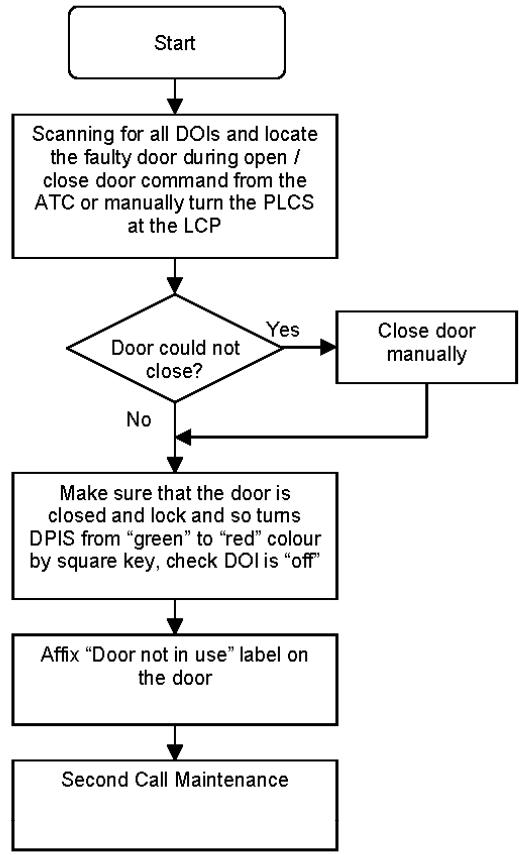 Start
Scanning for all DOIs and locate
the faulty door during open /
close door command from the
ATC or manually turn the PLCS
at the LCP
Door could not
close?
Yes
Close door
manually
No
Make sure that the door is
closed and lock and so turns
DPIS from “green” to “red” colour
by square key, check DOI is “off”
Affix “Door not in use” label on
the door
Second Call Maintenance